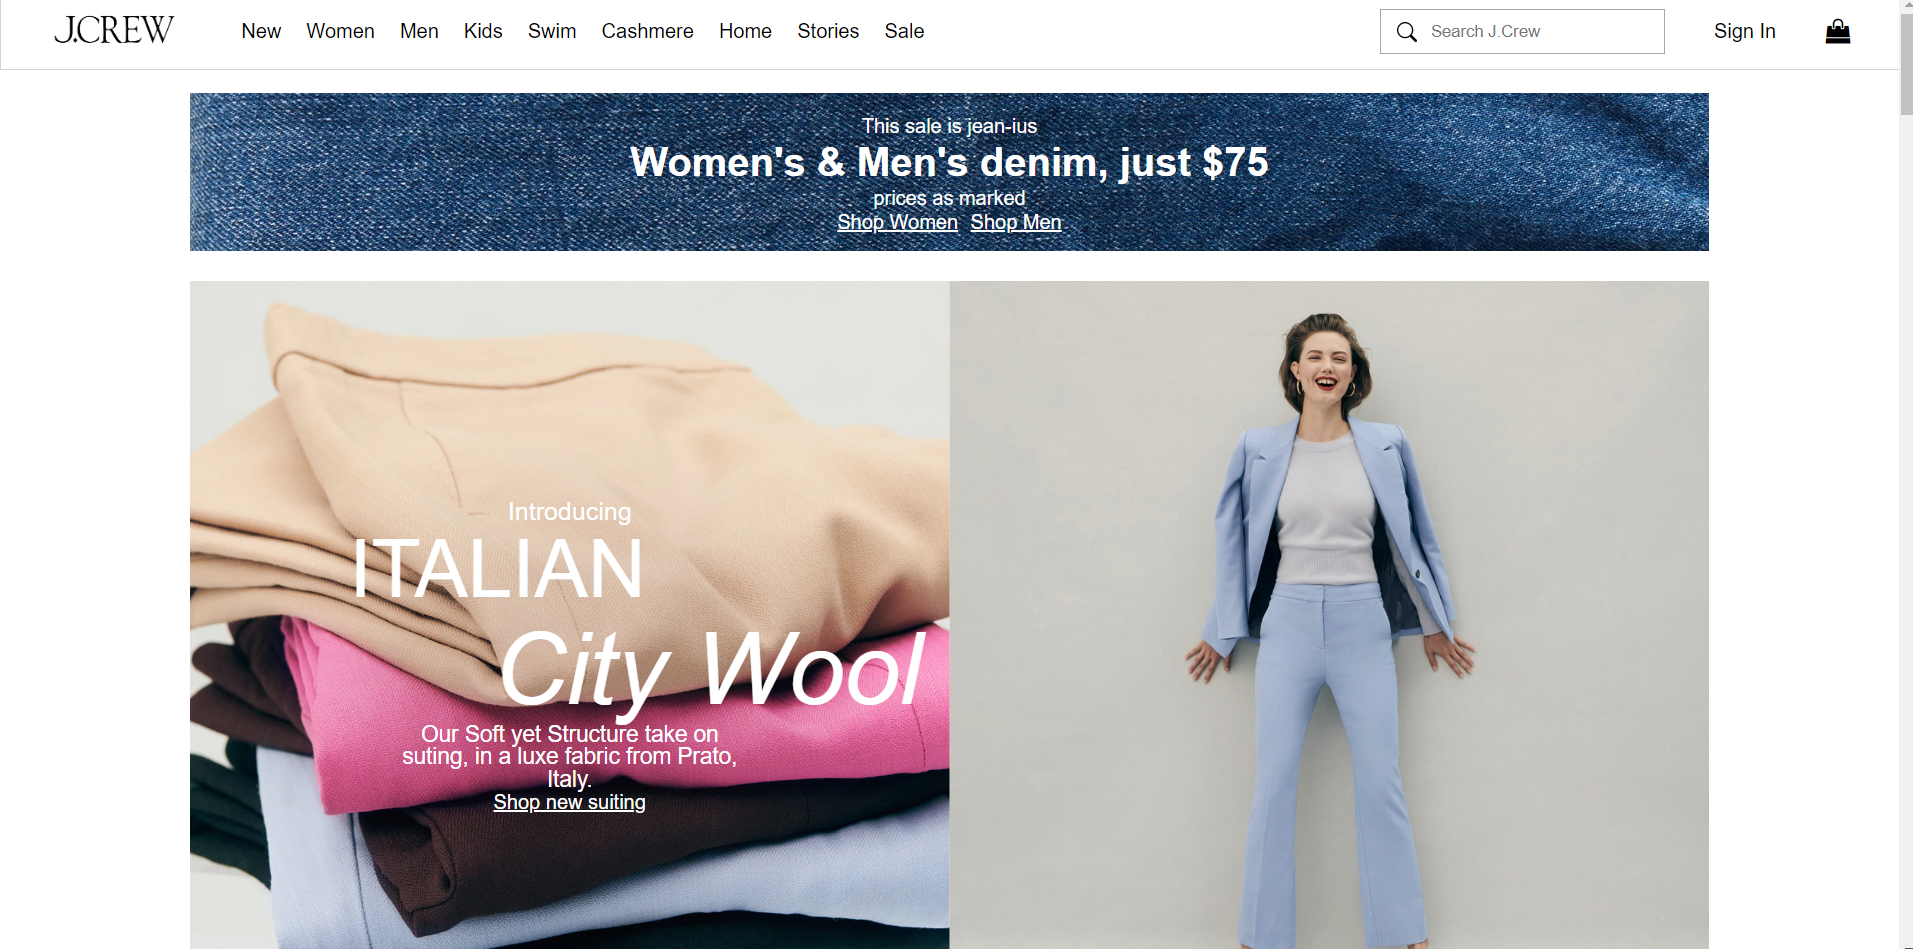 J.CREW New Women Men Kids Swim Cashmere Home Stories Sale Search J.Crew Sign In
This sale is jean-ius
Women's & Men's denim, just $75
prices as marked
Shop Women Shop Men
Introducing
ITALIAN
City Wool
Our Soft yet Structure take on
suting, in a luxe fabric from Prato,
Italy.
Shop new suiting